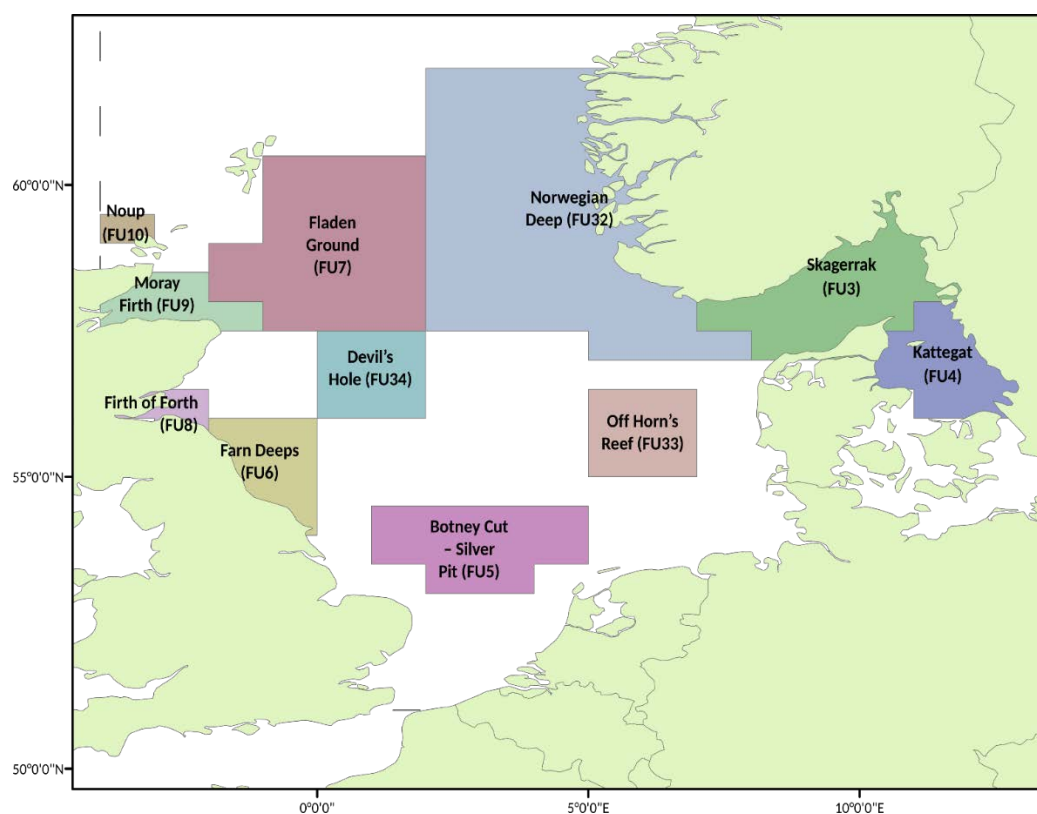 60°0'0"N
Noup
(FU10)
Fladen
Ground
(FU7)
Norwegian
Deep (FU32)
Skagerrak
(FU3)
Moray
Firth (FU9)
Devil's
Hole (FU34)
Kattegat
(FU4)
Firth of Forth
(FU8)
Off Horn's
Reef (FU33)
Farn Deeps
(FU6)
55°0'0"N
Botney Cut
– Silver
Pit (FU5)
50°0'0"N
0°0'0"
5°0'0"E
10°0'0"E